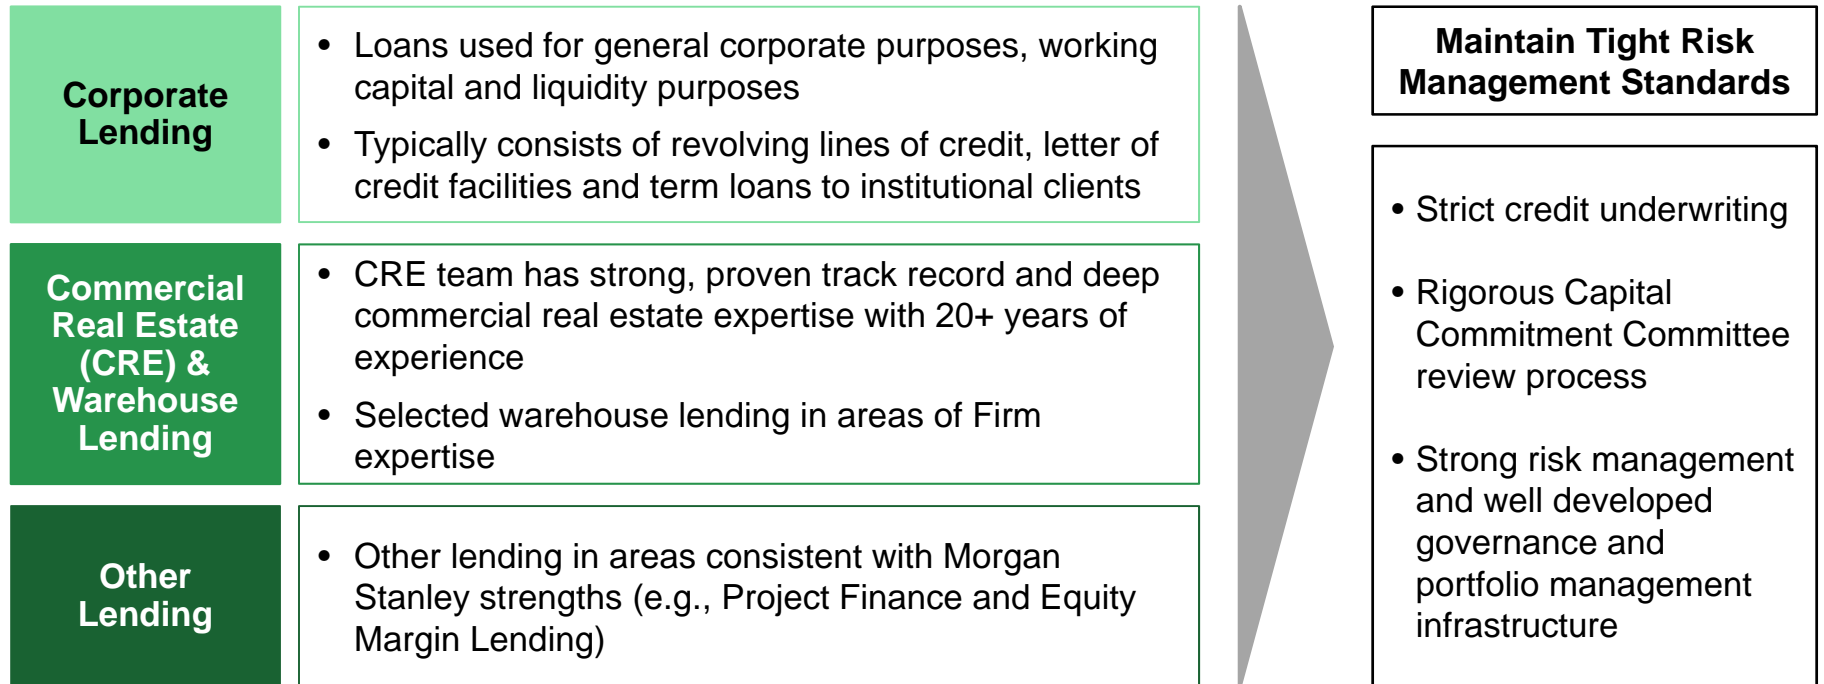 Corporate
Lending
• Loans used for general corporate purposes, working
capital and liquidity purposes
• Typically consists of revolving lines of credit, letter of
credit facilities and term loans to institutional clients
Commercial
Real Estate
(CRE) &
Warehouse
Lending
• CRE team has strong, proven track record and deep
commercial real estate expertise with 20+ years of
experience
• Selected warehouse lending in areas of Firm
expertise
Other
Lending
• Other lending in areas consistent with Morgan
Stanley strengths (e.g., Project Finance and Equity
Margin Lending)
Maintain Tight Risk
Management Standards
• Strict credit underwriting
• Rigorous Capital
Commitment Committee
review process
• Strong risk management
and well developed
governance and
portfolio management
infrastructure